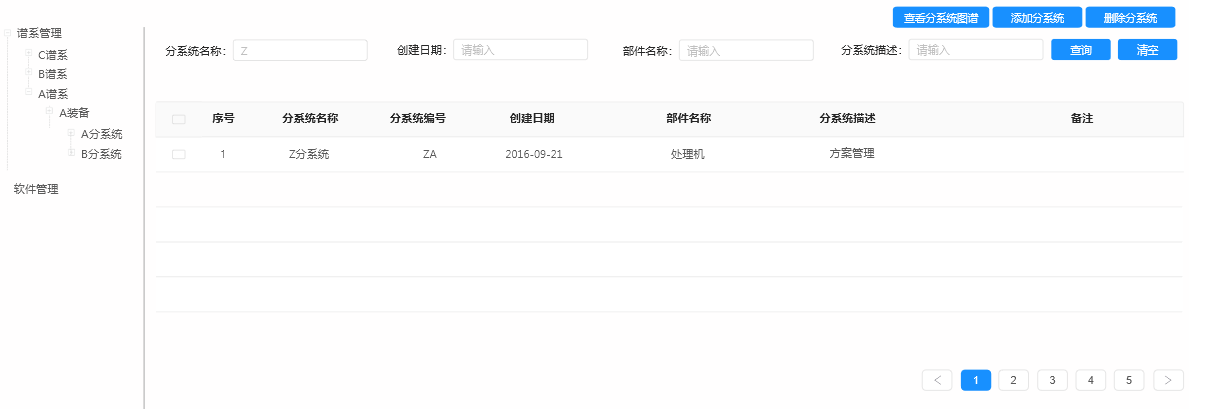 查看分系统图谱 添加分系统 删除分系统
谱系管理
C谱系
B谱系
A谱系
A装备
A分系统
B分系统
软件管理
分系统名称: Z 创建日期: 请输入 部件名称: 请输入 分系统描述: 请输入 查询 清空
序号 分系统名称 分系统编号 创建日期 部件名称 分系统描述 备注
1 Z分系统 ZA 2016-09-21 处理机 方案管理
< 1 2 3 4 5 >